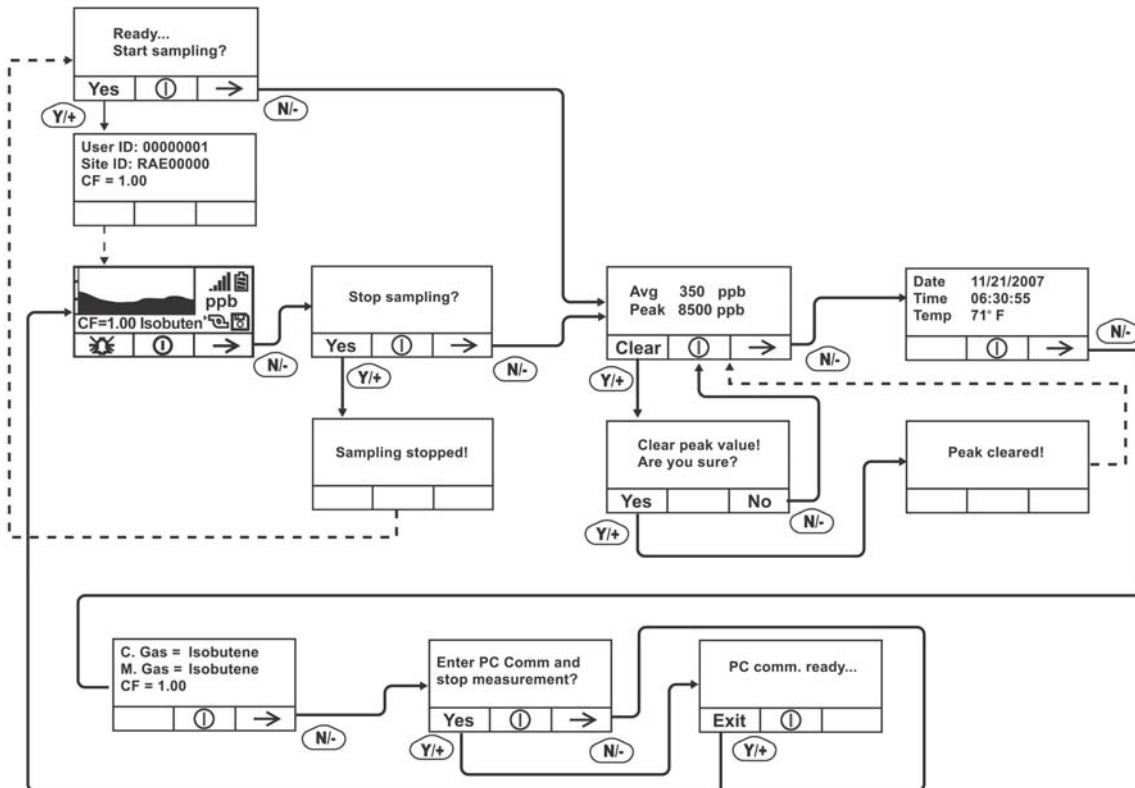 Ready...
Start sampling?
Yes
N/-
Y/+
User ID: 00000001
Site ID: RAE00000
CF = 1.00
ppb
CF=1.00 Isobuten
N/-
Stop sampling?
Yes
Y/+
N/-
Sampling stopped!
Avg 350 ppb
Peak 8500 ppb
Clear
N/-
Y/+
Date 11/21/2007
Time 06:30:55
Temp 71° F
N/-
Clear peak value!
Are you sure?
Yes No
Y/+
N/-
Peak cleared!
C. Gas = Isobutene
M. Gas = Isobutene
CF = 1.00
N/-
Enter PC Comm and
stop measurement?
Yes
Y/+
N/-
PC comm. ready...
Exit
Y/+